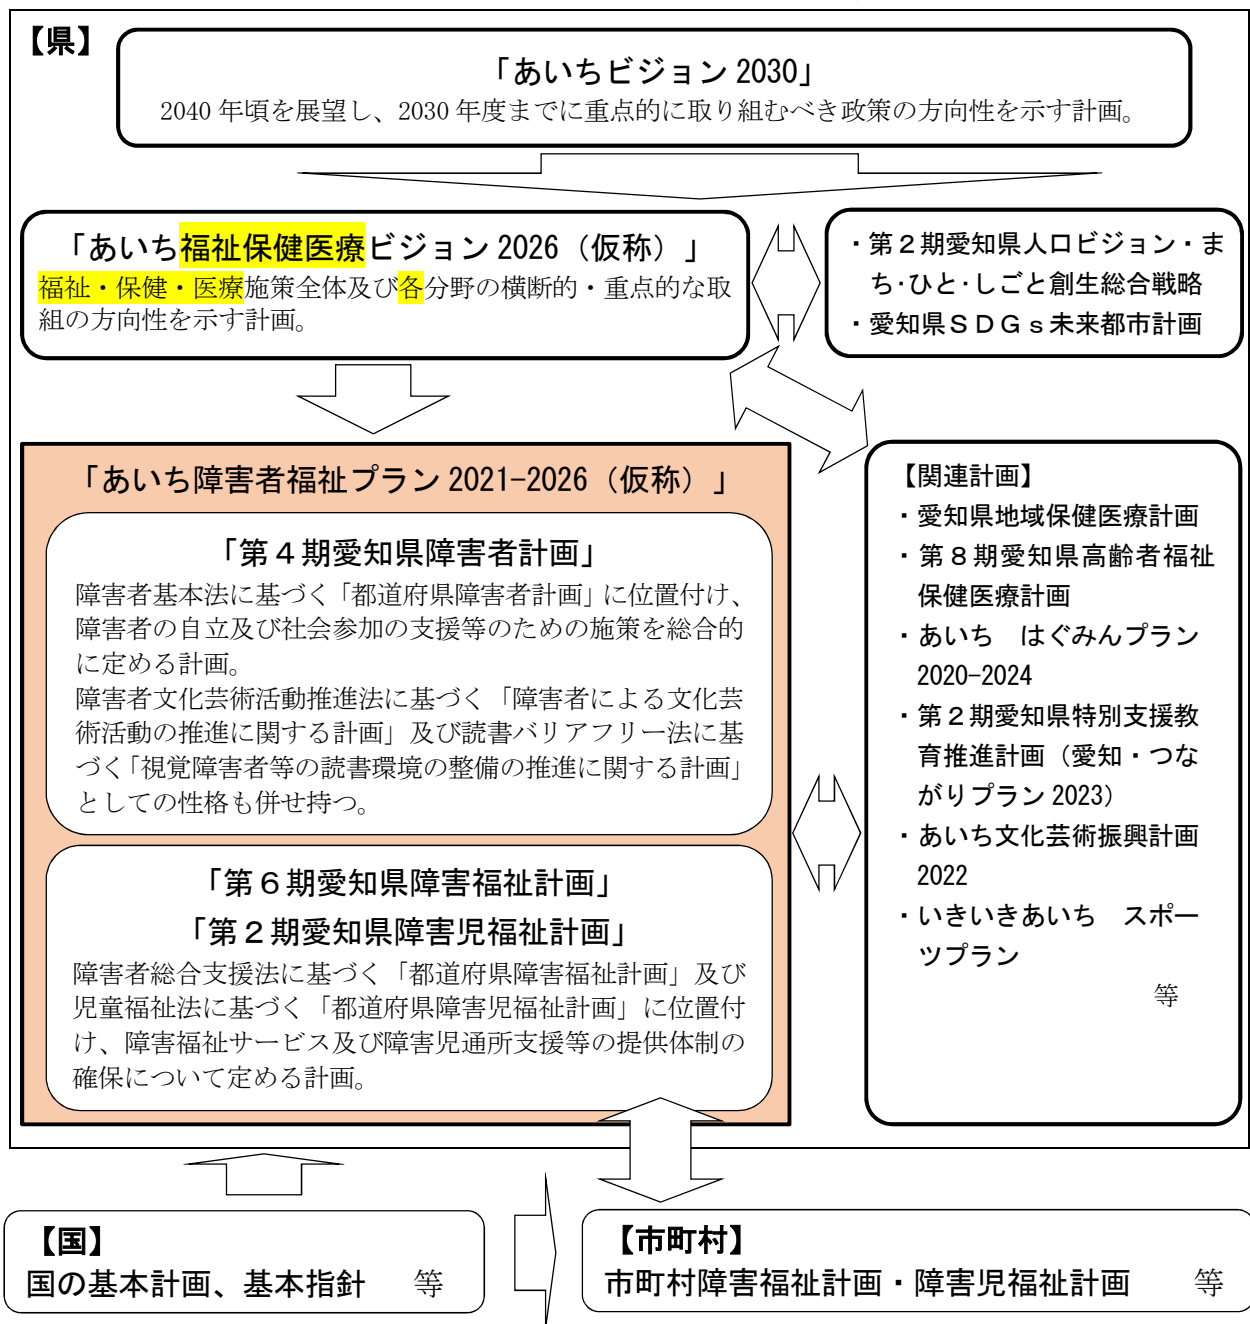 【県】
「あいちビジョン 2030」
2040 年頃を展望し、2030 年度までに重点的に取り組むべき政策の方向性を示す計画。
「あいち福祉保健医療ビジョン 2026（仮称）」
福祉・保健・医療施策全体及び各分野の横断的・重点的な取
組の方向性を示す計画。
・第２期愛知県人口ビジョン・ま
ち･ひと･しごと創生総合戦略
・愛知県ＳＤＧｓ未来都市計画
「あいち障害者福祉プラン 2021-2026（仮称）」
「第４期愛知県障害者計画」
障害者基本法に基づく「都道府県障害者計画」に位置付け、
障害者の自立及び社会参加の支援等のための施策を総合的
に定める計画。
障害者文化芸術活動推進法に基づく「障害者による文化芸
術活動の推進に関する計画」及び読書バリアフリー法に基
づく「視覚障害者等の読書環境の整備の推進に関する計画」
としての性格も併せ持つ。
「第６期愛知県障害福祉計画」
「第２期愛知県障害児福祉計画」
障害者総合支援法に基づく「都道府県障害福祉計画」及び
児童福祉法に基づく「都道府県障害児福祉計画」に位置付
け、障害福祉サービス及び障害児通所支援等の提供体制の
確保について定める計画。
【関連計画】
・愛知県地域保健医療計画
・第８期愛知県高齢者福祉
保健医療計画
・あいち　はぐみんプラン
2020-2024
・第２期愛知県特別支援教
育推進計画（愛知・つな
がりプラン 2023）
・あいち文化芸術振興計画
2022
・いきいきあいち　スポー
ツプラン
等
【国】
国の基本計画、基本指針　等
【市町村】
市町村障害福祉計画・障害児福祉計画　　等